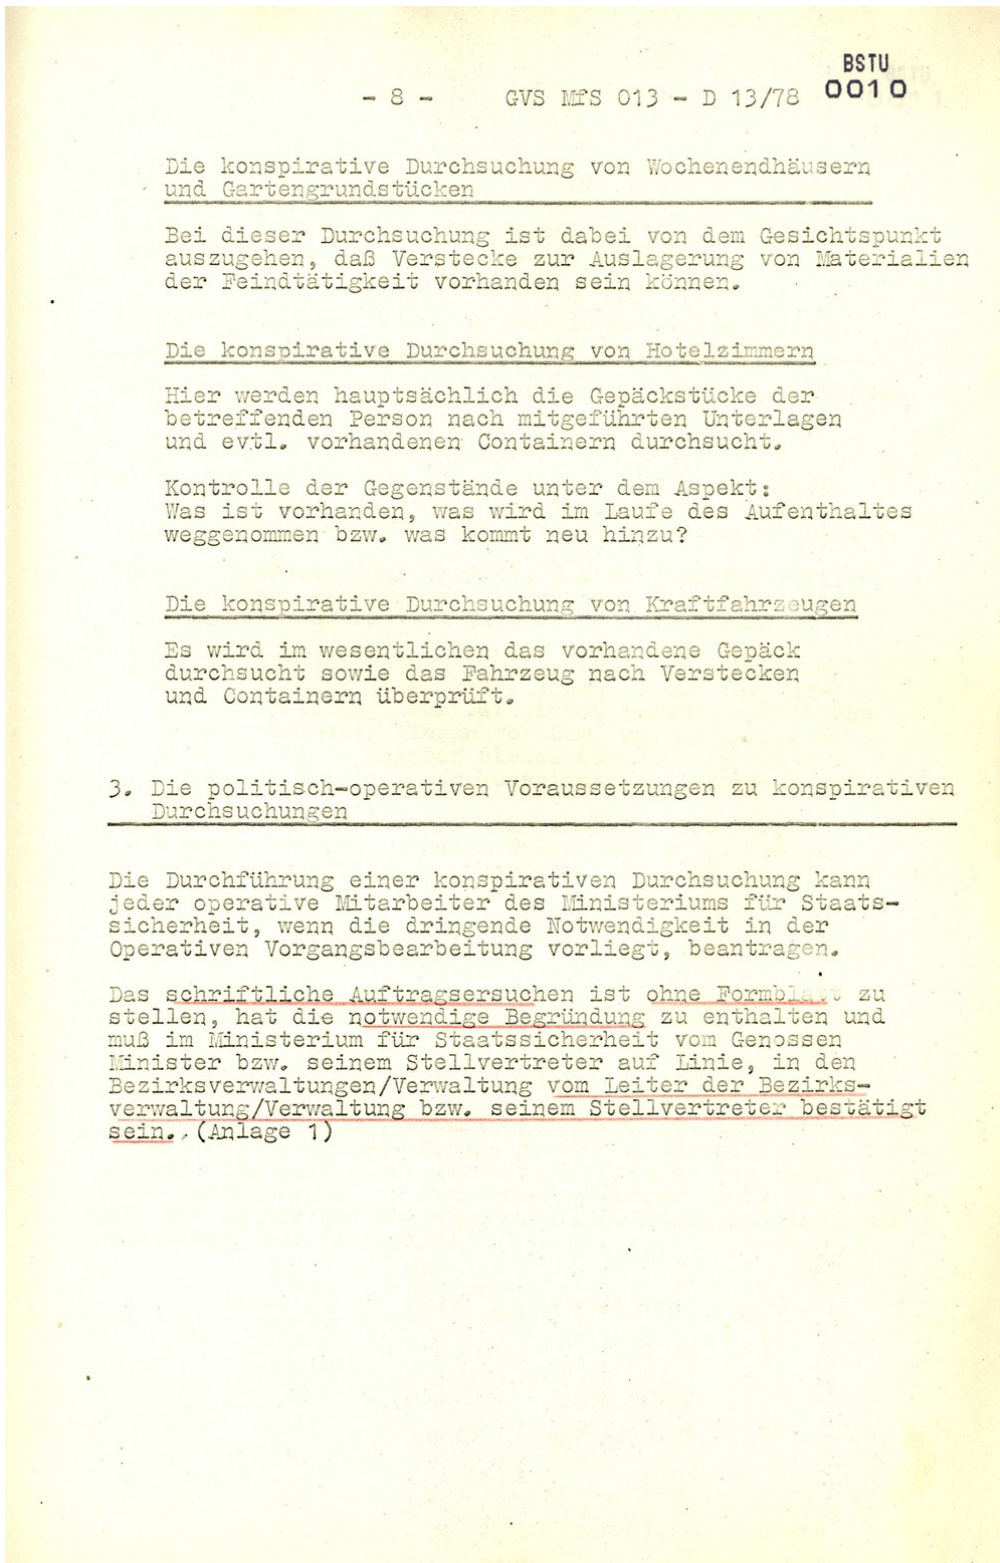 BSTU
0010
- 8 - GVS MfS 013 - D 13/78
Die konspirative Durchsuchung von Wochenendhäusern
und Gartengrundstücken
Bei dieser Durchsuchung ist dabei von dem Gesichtspunkt
auszugehen, daß Verstecke zur Auslagerung von Materialien
der Feindtätigkeit vorhanden sein können.
Die konspirative Durchsuchung von Hotelzimmern
Hier werden hauptsächlich die Gepäckstücke der
betreffenden Person nach mitgeführten Unterlagen
und evtl. vorhandenen Containern durchsucht.
Kontrolle der Gegenstände unter dem Aspekt:
Was ist vorhanden, was wird im Laufe des Aufenthaltes
weggenommen bzw. was kommt neu hinzu?
Die konspirative Durchsuchung von Kraftfahrzeugen
Es wird im wesentlichen das vorhandene Gepäck
durchsucht sowie das Fahrzeug nach Verstecken
und Containern überprüft.
3. Die politisch-operativen Voraussetzungen zu konspirativen
Durchsuchungen
Die Durchführung einer konspirativen Durchsuchung kann
jeder operative Mitarbeiter des Ministeriums für Staats-
sicherheit, wenn die dringende Notwendigkeit in der
Operativen Vorgangsbearbeitung vorliegt, beantragen.
Das schriftliche Auftragsersuchen ist ohne Formblatt zu
stellen, hat die notwendige Begründung zu enthalten und
muß im Ministerium für Staatssicherheit vom Genossen
Minister bzw. seinem Stellvertreter auf Linie, in den
Bezirksverwaltungen/Verwaltung vom Leiter der Bezirks-
verwaltung/Verwaltung bzw. seinem Stellvertreter bestätigt
sein. (Anlage 1)